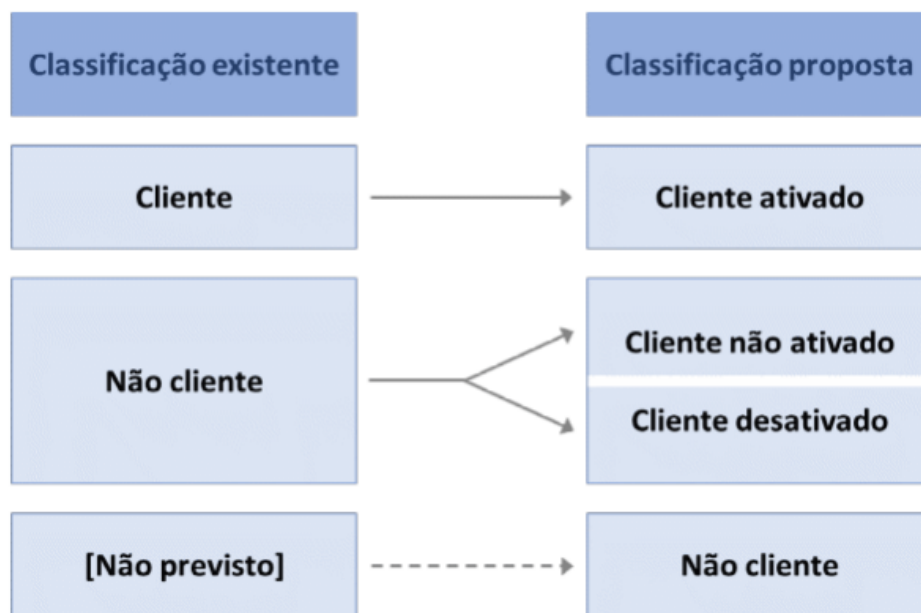 Classificação existente
Classificação proposta
Cliente
Cliente ativado
Não cliente
Cliente não ativado
Cliente desativado
[Não previsto]
Não cliente